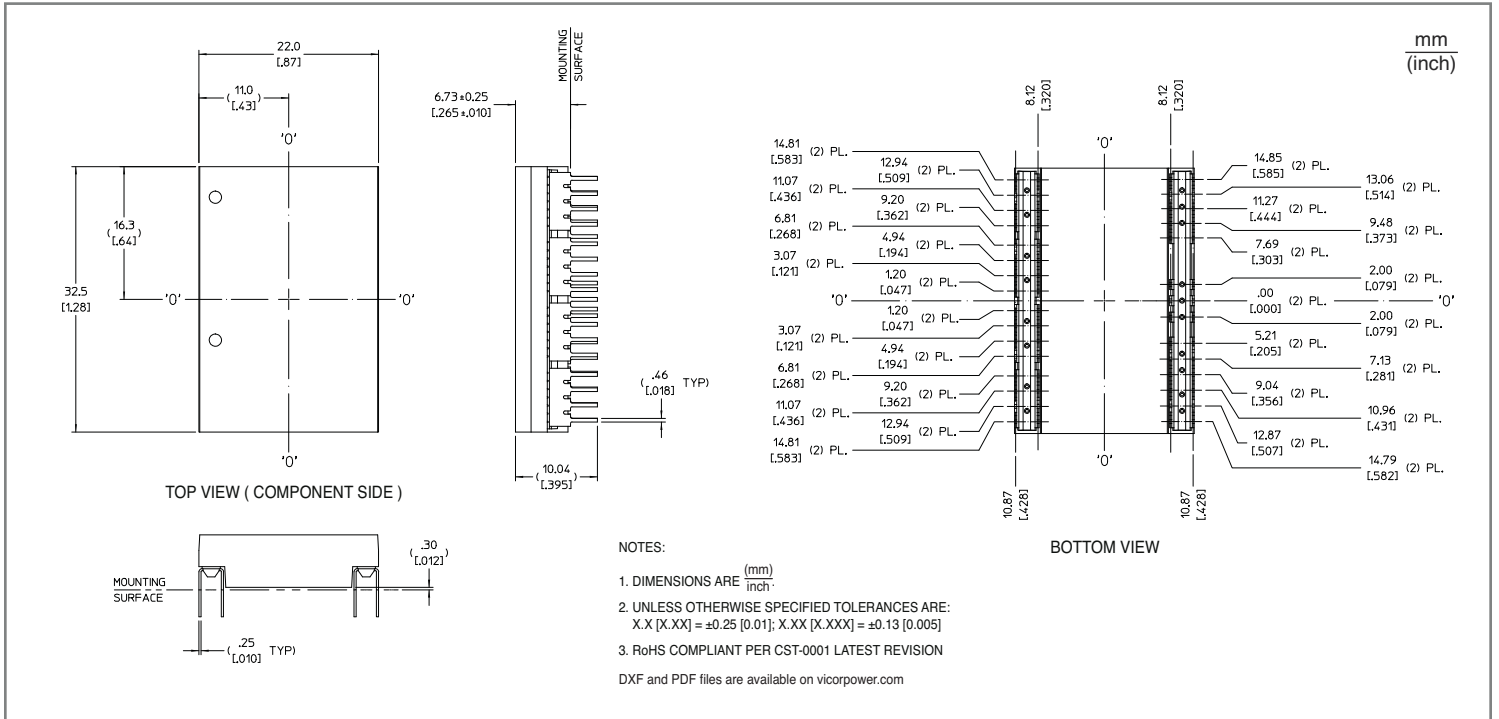 mm
(inch)
22.0
[.87]
( 11.0 )
[.43]
'0'
( 16.3 )
[.64]
32.5
[1.28]
'0'
'0'
'0'
TOP VIEW ( COMPONENT SIDE )
MOUNTING
SURFACE
6.73±0.25
[.265±.010]
( .46 TYP)
[.018]
( 10.04 )
[.395]
MOUNTING
SURFACE
( .30 )
[.012]
( .25 TYP)
[.010]
8.12
[.320]
8.12
[.320]
'0'
14.81
[.583] (2) PL.
12.94
[.509] (2) PL.
11.07
[.436] (2) PL.
9.20
[.362] (2) PL.
6.81
[.268] (2) PL.
4.94
[.194] (2) PL.
3.07
[.121] (2) PL.
1.20
[.047] (2) PL.
'0'
1.20
[.047] (2) PL.
3.07
[.121] (2) PL.
4.94
[.194] (2) PL.
6.81
[.268] (2) PL.
9.20
[.362] (2) PL.
11.07
[.436] (2) PL.
12.94
[.509] (2) PL.
14.81
[.583] (2) PL.
14.85
[.585] (2) PL.
13.06
[.514] (2) PL.
11.27
[.444] (2) PL.
9.48
[.373] (2) PL.
7.69
[.303] (2) PL.
2.00
[.079] (2) PL.
.00
[.000] (2) PL.
'0'
2.00
[.079] (2) PL.
5.21
[.205] (2) PL.
7.13
[.281] (2) PL.
9.04
[.356] (2) PL.
10.96
[.431] (2) PL.
12.87
[.507] (2) PL.
14.79
[.582] (2) PL.
'0'
10.87
[.428]
10.87
[.428]
BOTTOM VIEW
NOTES:
1. DIMENSIONS ARE (mm)
inch.
2. UNLESS OTHERWISE SPECIFIED TOLERANCES ARE:
X.X [X.XX] = ±0.25 [0.01]; X.XX [X.XXX] = ±0.13 [0.005]
3. RoHS COMPLIANT PER CST-0001 LATEST REVISION
DXF and PDF files are available on vicorpower.com